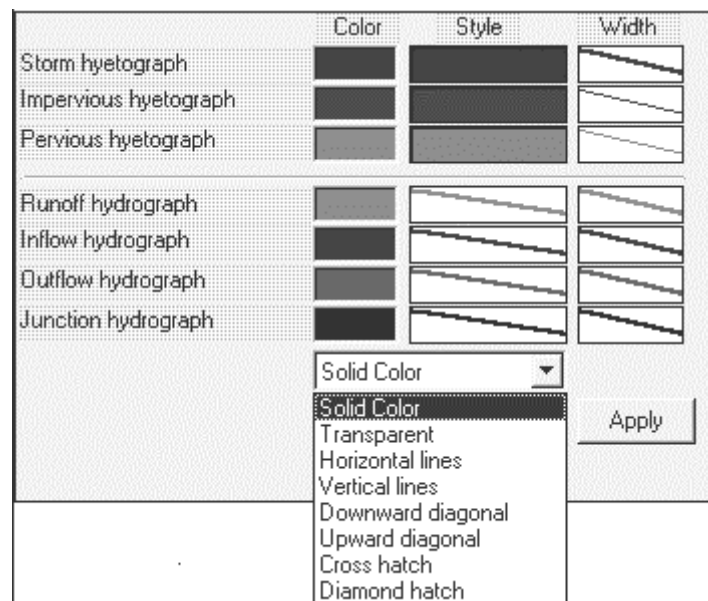 Color Style Width
Storm hyetograph
Impervious hyetograph
Pervious hyetograph
Runoff hydrograph
Inflow hydrograph
Outflow hydrograph
Junction hydrograph
Solid Color
Solid Color
Apply
Transparent
Horizontal lines
Vertical lines
Downward diagonal
Upward diagonal
Cross hatch
Diamond hatch